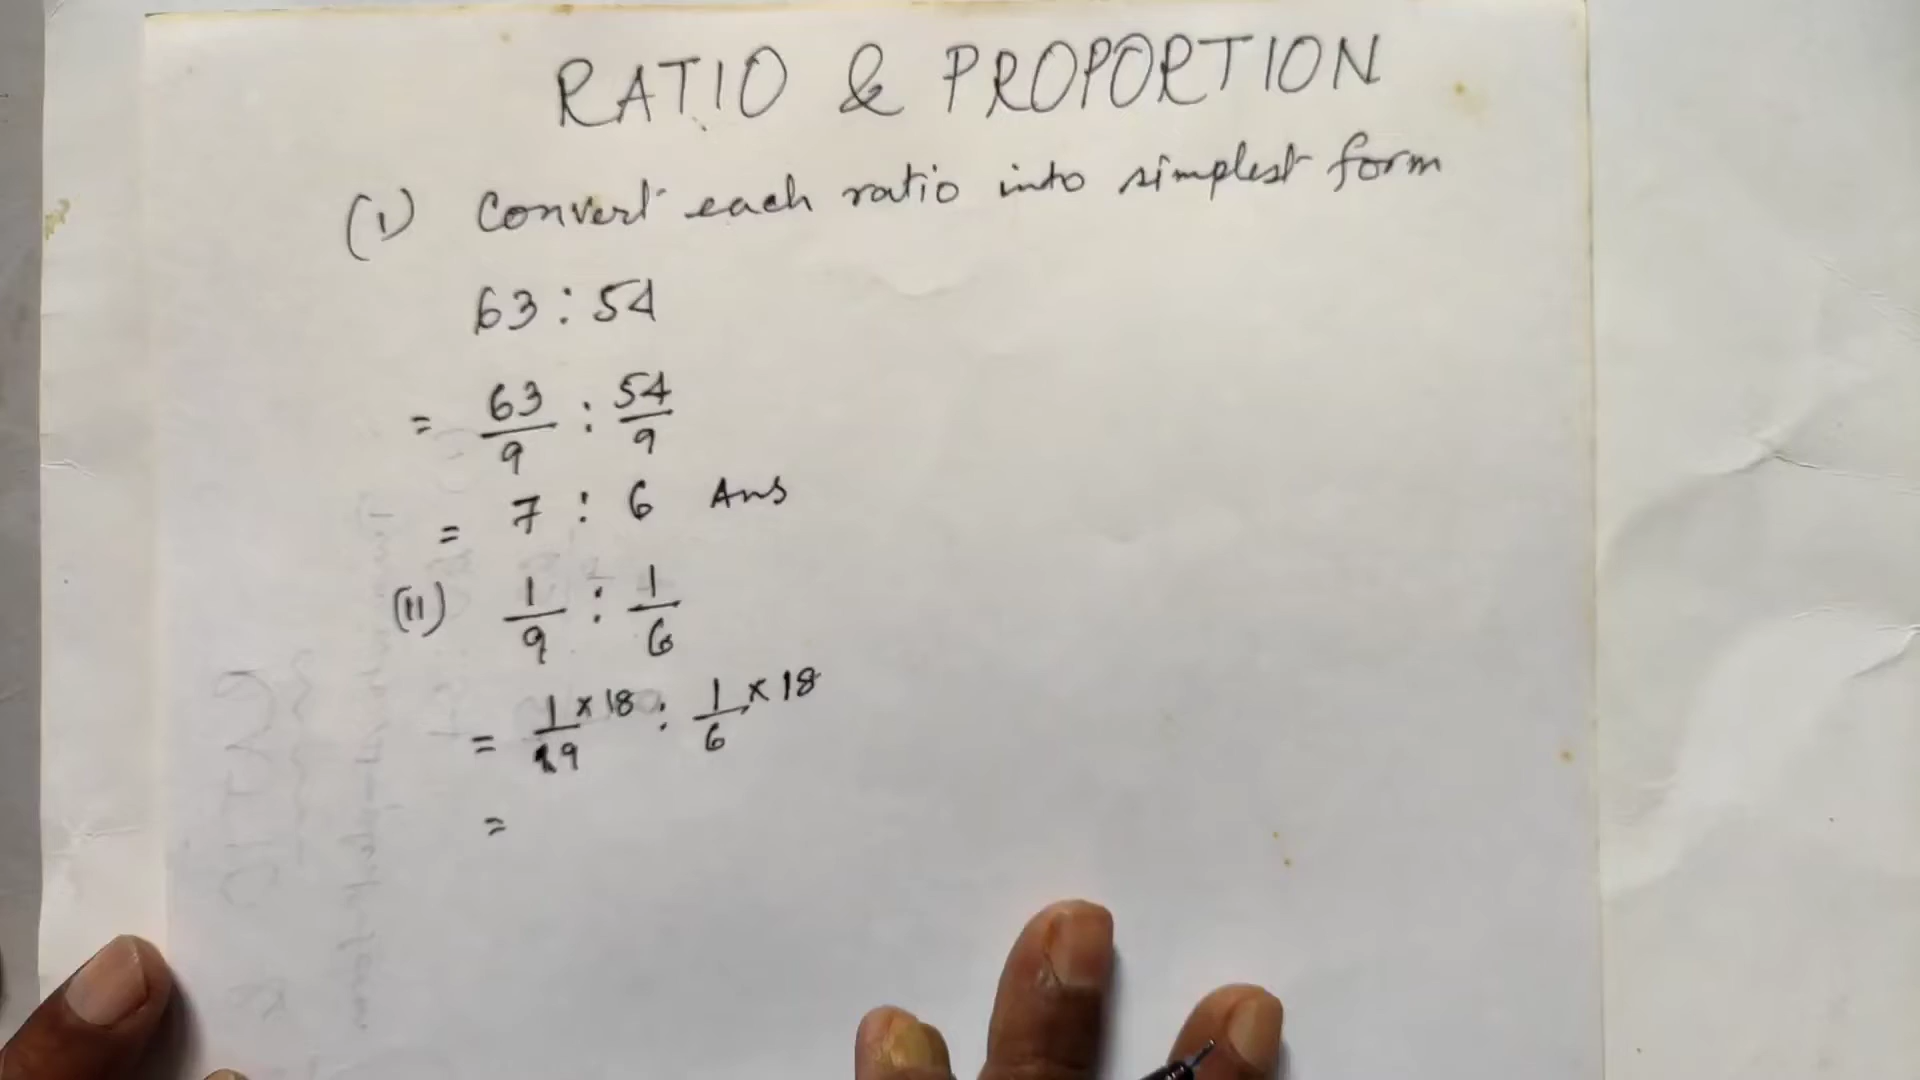 RATIO & PROPORTION
(1) Convert each ratio into simplest form
63 : 54
= 63/9 : 54/9
= 7 : 6 Ans
(11) 1/9 : 1/6
= 1/9 × 18 : 1/6 × 18
=